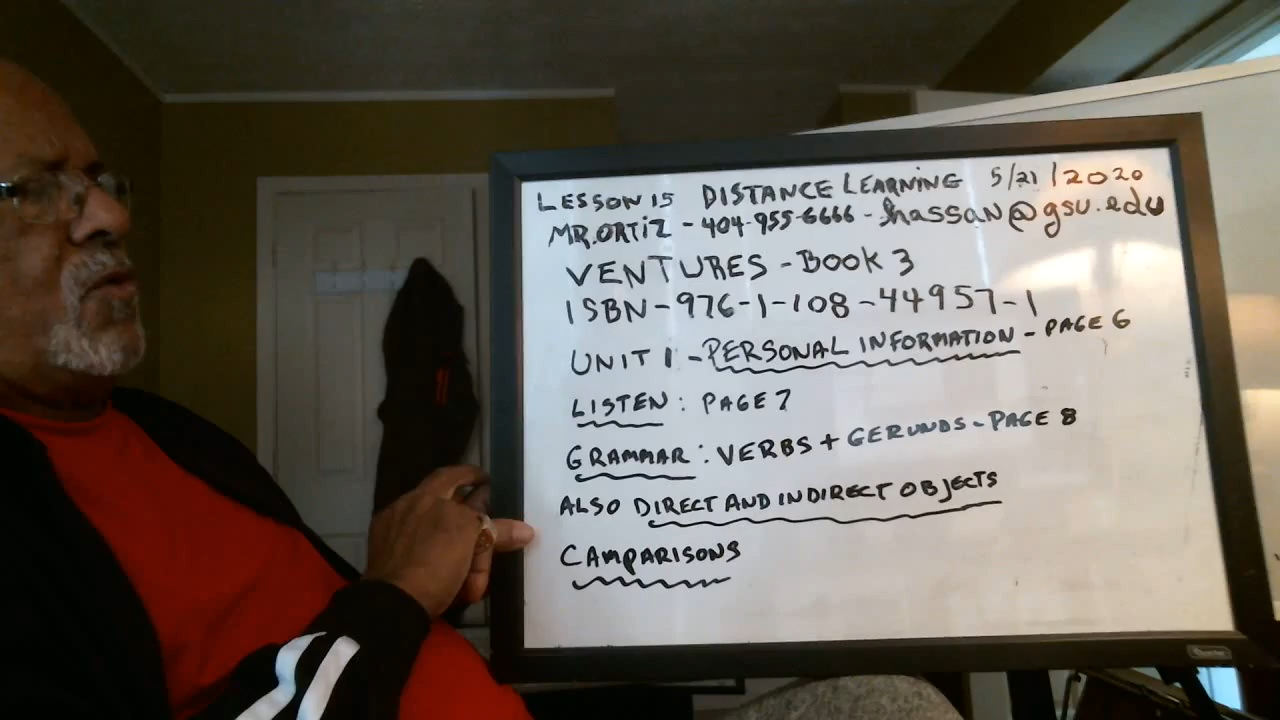 LESSON 15 DISTANCE LEARNING 5/21/2020
MR.ORTIZ - 404-955-6666 - shassan@gsu.edu
VENTURES - BOOK 3
ISBN-976-1-108-44957-1
UNIT 1 - PERSONAL INFORMATION - PAGE 6
LISTEN: PAGE 7
GRAMMAR: VERBS + GERUNDS - PAGE 8
ALSO DIRECT AND INDIRECT OBJECTS
CAMPARISONS